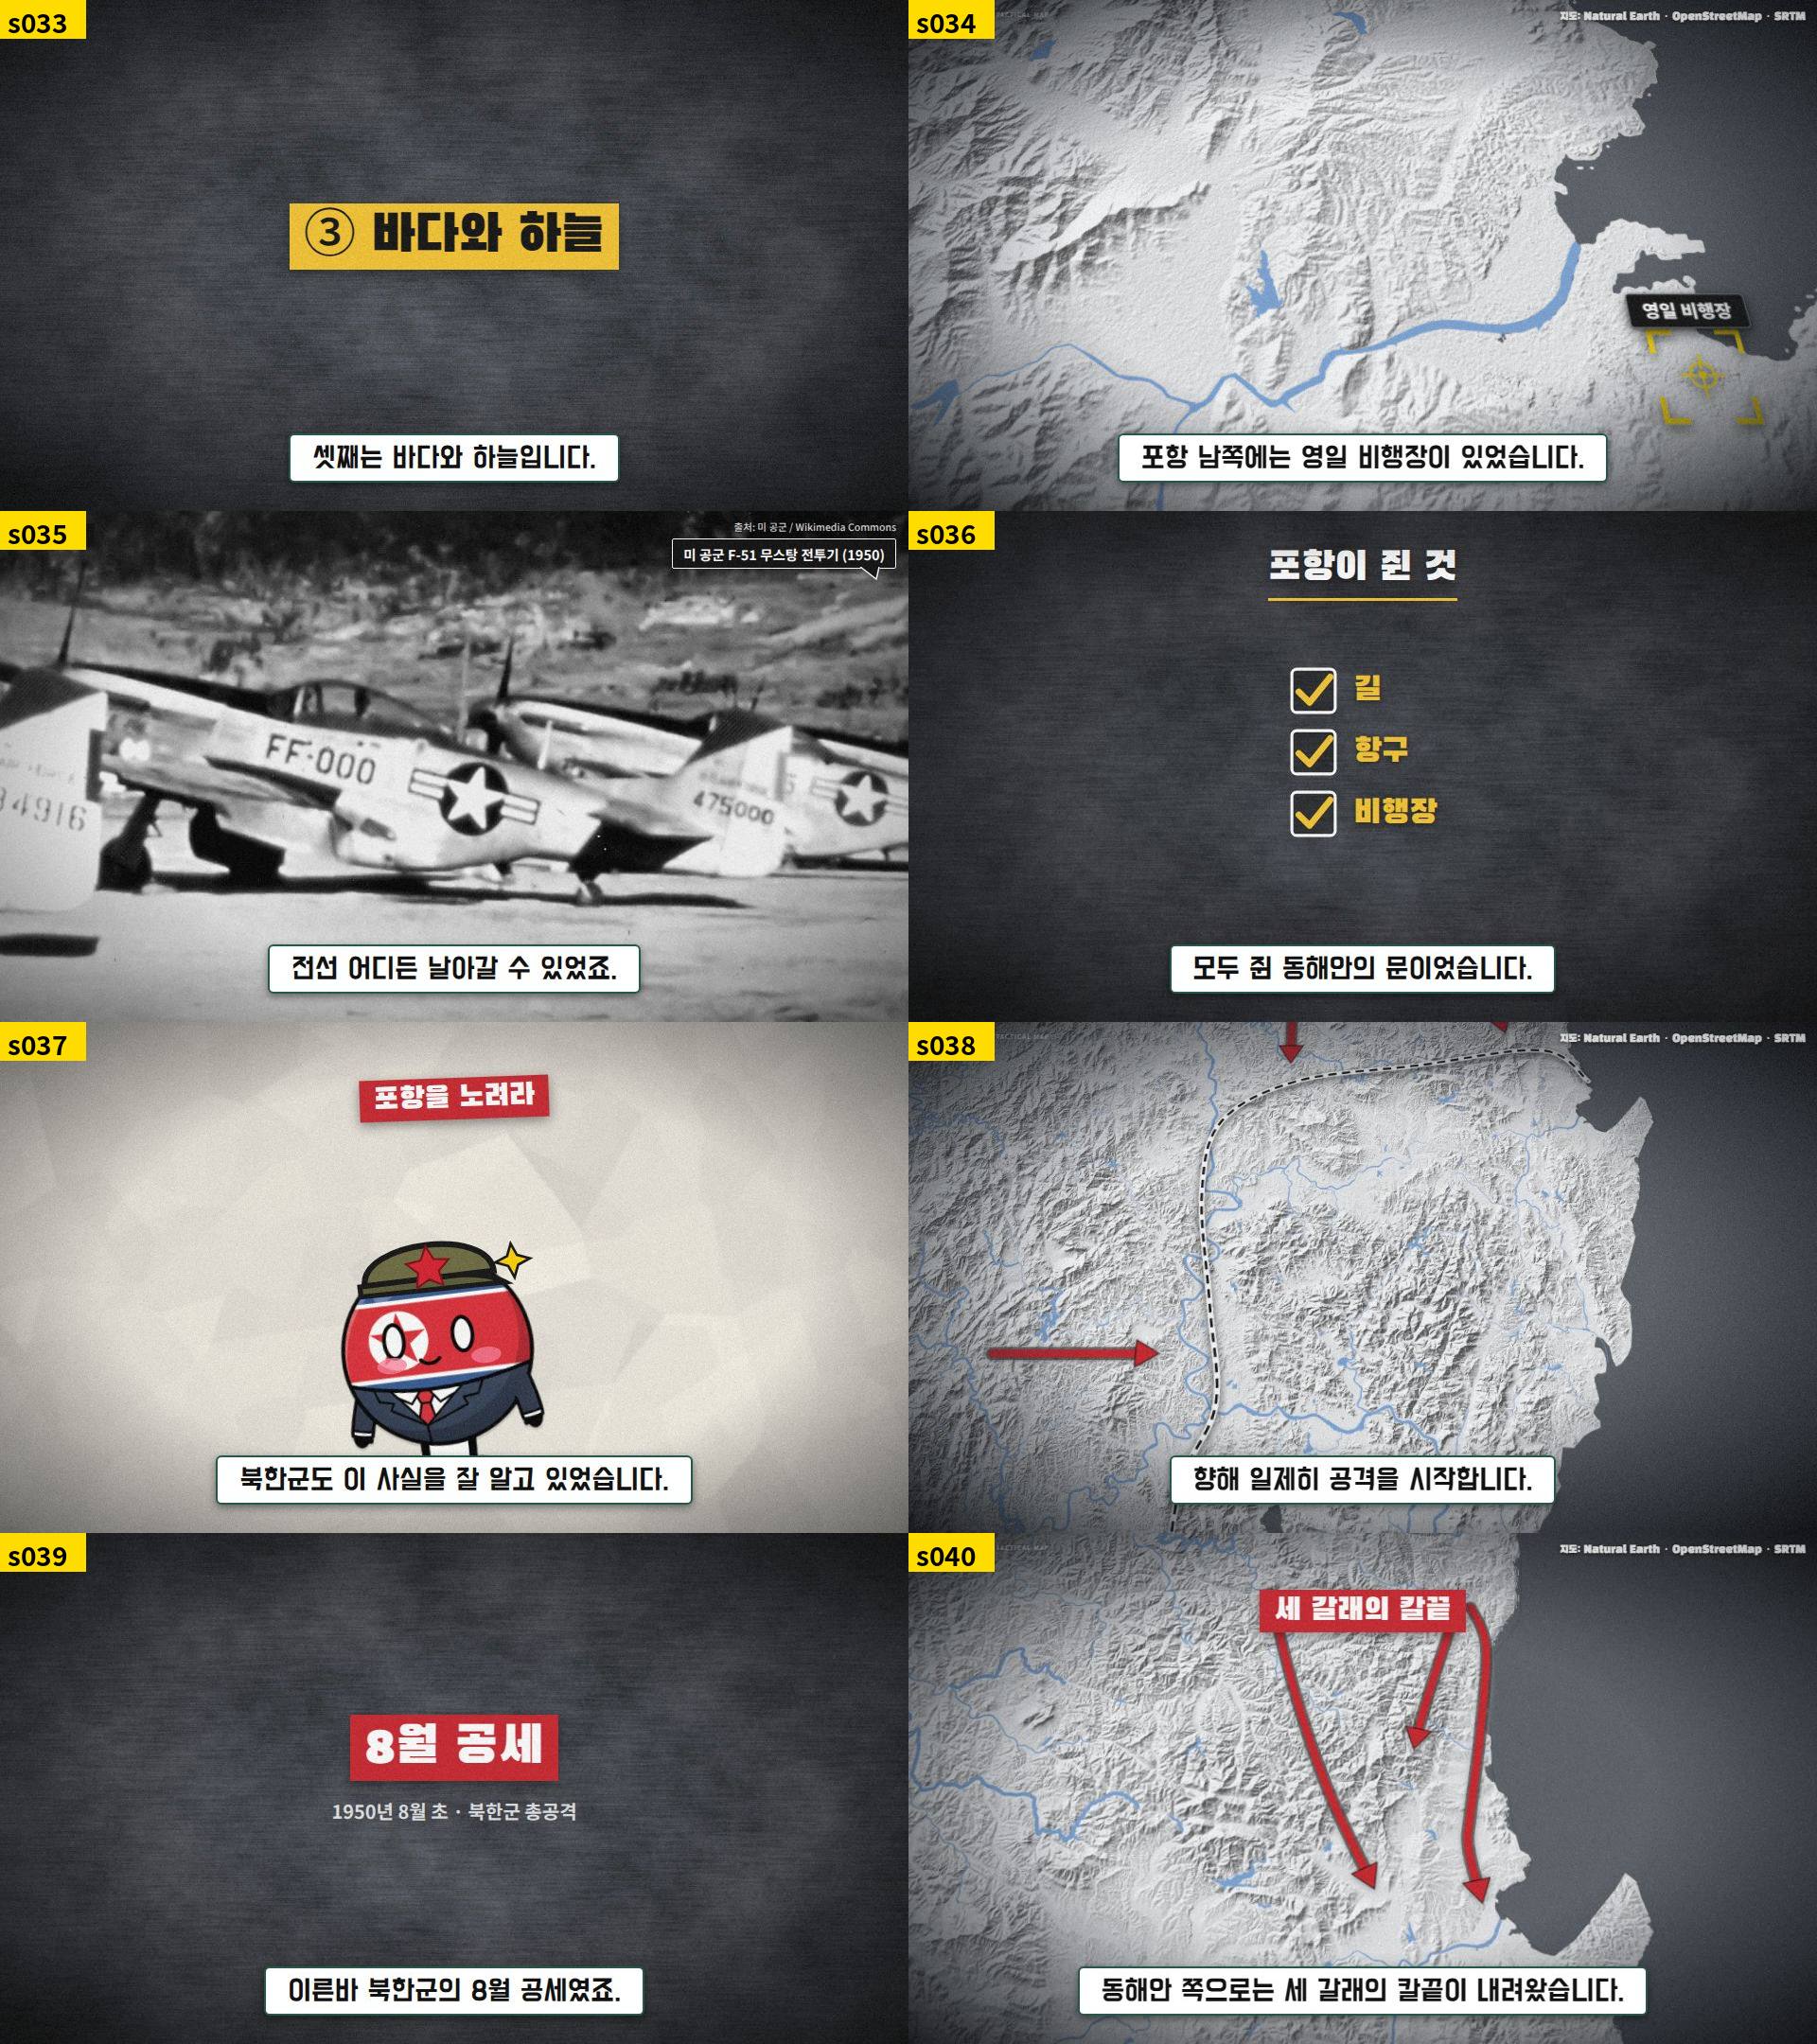 s033
③ 바다와 하늘
셋째는 바다와 하늘입니다.
s034
지도: Natural Earth · OpenStreetMap · SRTM
영일 비행장
포항 남쪽에는 영일 비행장이 있었습니다.
s035
출처: 미 공군 / Wikimedia Commons
미 공군 F-51 무스탕 전투기 (1950)
FF-000
475000
84916
전선 어디든 날아갈 수 있었죠.
s036
포항이 쥔 것
길
항구
비행장
모두 쥔 동해안의 문이었습니다.
s037
포항을 노려라
북한군도 이 사실을 잘 알고 있었습니다.
s038
지도: Natural Earth · OpenStreetMap · SRTM
향해 일제히 공격을 시작합니다.
s039
8월 공세
1950년 8월 초 · 북한군 총공격
이른바 북한군의 8월 공세였죠.
s040
지도: Natural Earth · OpenStreetMap · SRTM
세 갈래의 칼끝
동해안 쪽으로는 세 갈래의 칼끝이 내려왔습니다.